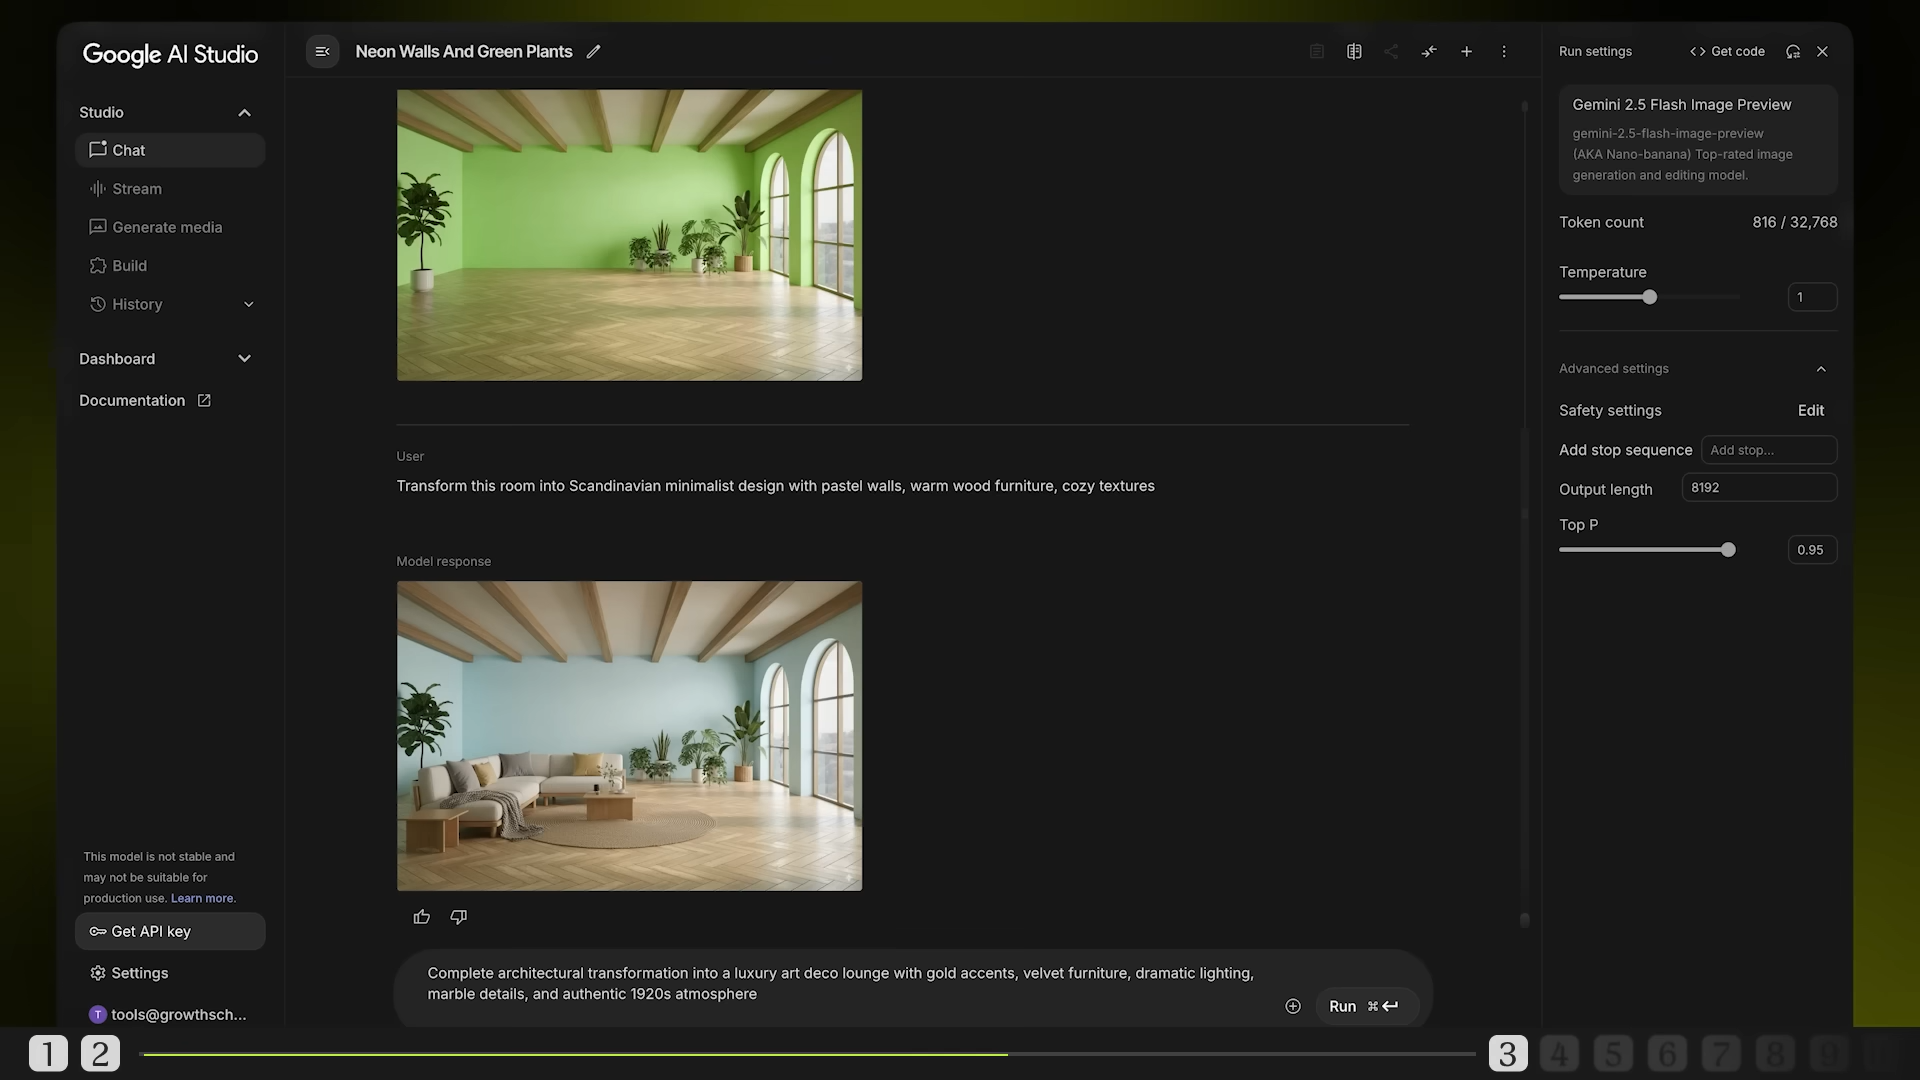 Google AI Studio
Studio
Chat
Stream
Generate media
Build
History
Dashboard
Documentation
This model is not stable and
may not be suitable for
production use. Learn more.
Get API key
Settings
T tools@growthsch...
Neon Walls And Green Plants
User
Transform this room into Scandinavian minimalist design with pastel walls, warm wood furniture, cozy textures
Model response
Complete architectural transformation into a luxury art deco lounge with gold accents, velvet furniture, dramatic lighting,
marble details, and authentic 1920s atmosphere
Run ⌘
Run settings
<> Get code
Gemini 2.5 Flash Image Preview
gemini-2.5-flash-image-preview
(AKA Nano-banana) Top-rated image
generation and editing model.
Token count 816 / 32,768
Temperature
1
Advanced settings
Safety settings Edit
Add stop sequence Add stop...
Output length 8192
Top P
0.95
1 2 3 4 5 6 7 8 9